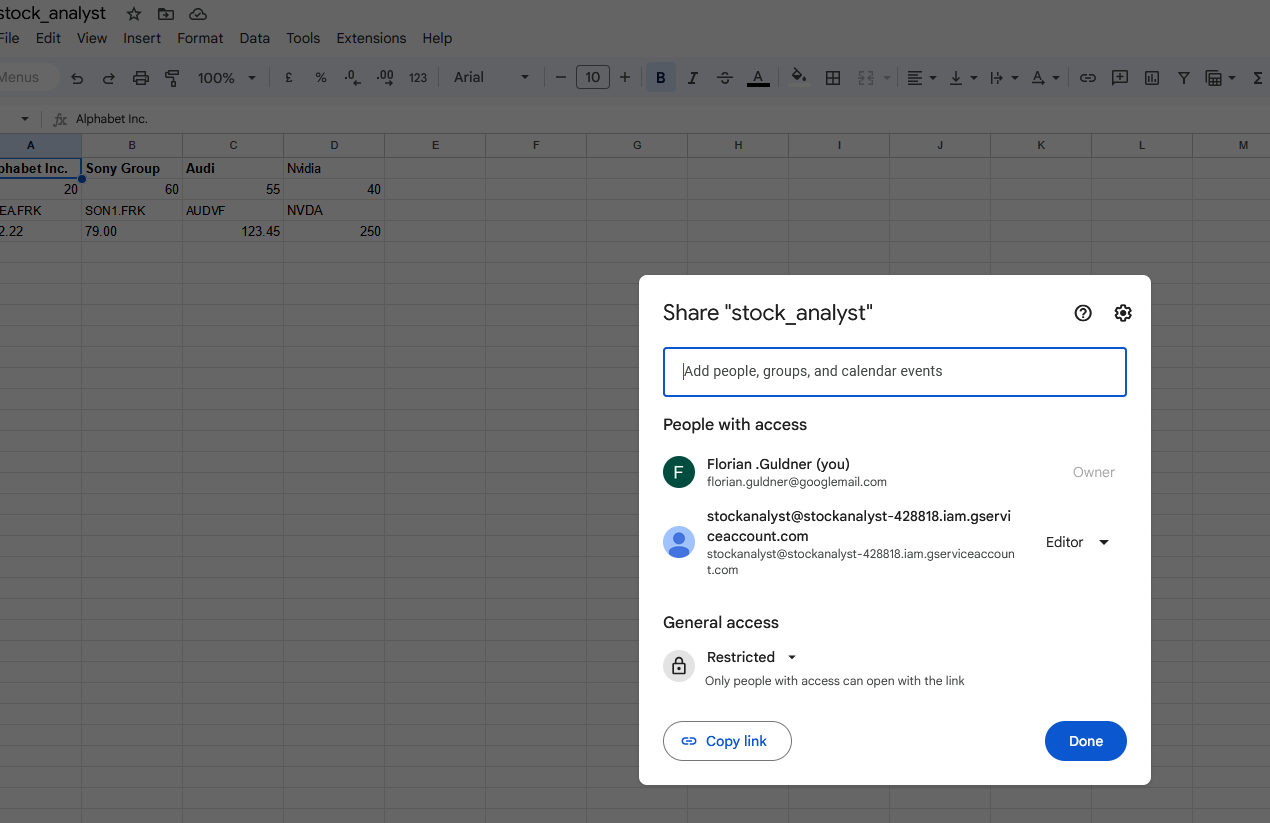 stock_analyst
File Edit View Insert Format Data Tools Extensions Help
Menus 100% £ % .0 .00 123 Arial 10 B I S A Σ
fx Alphabet Inc.
A B C D E F G H I J K L M
phabet Inc. Sony Group Audi Nvidia
20 60 55 40
EA.FRK SON1.FRK AUDVF NVDA
2.22 79.00 123.45 250
Share "stock_analyst"
Add people, groups, and calendar events
People with access
F
Florian .Guldner (you)
florian.guldner@googlemail.com
Owner
stockanalyst@stockanalyst-428818.iam.gservi
ceaccount.com
stockanalyst@stockanalyst-428818.iam.gserviceaccoun
t.com
Editor
General access
Restricted
Only people with access can open with the link
Copy link
Done